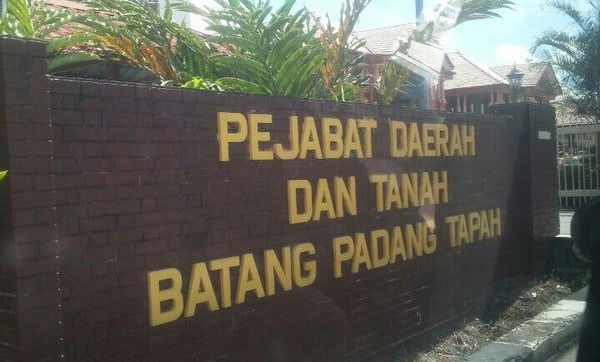 PEJABAT DAERAH
DAN TANAH
BATANG PADANG TAPAH